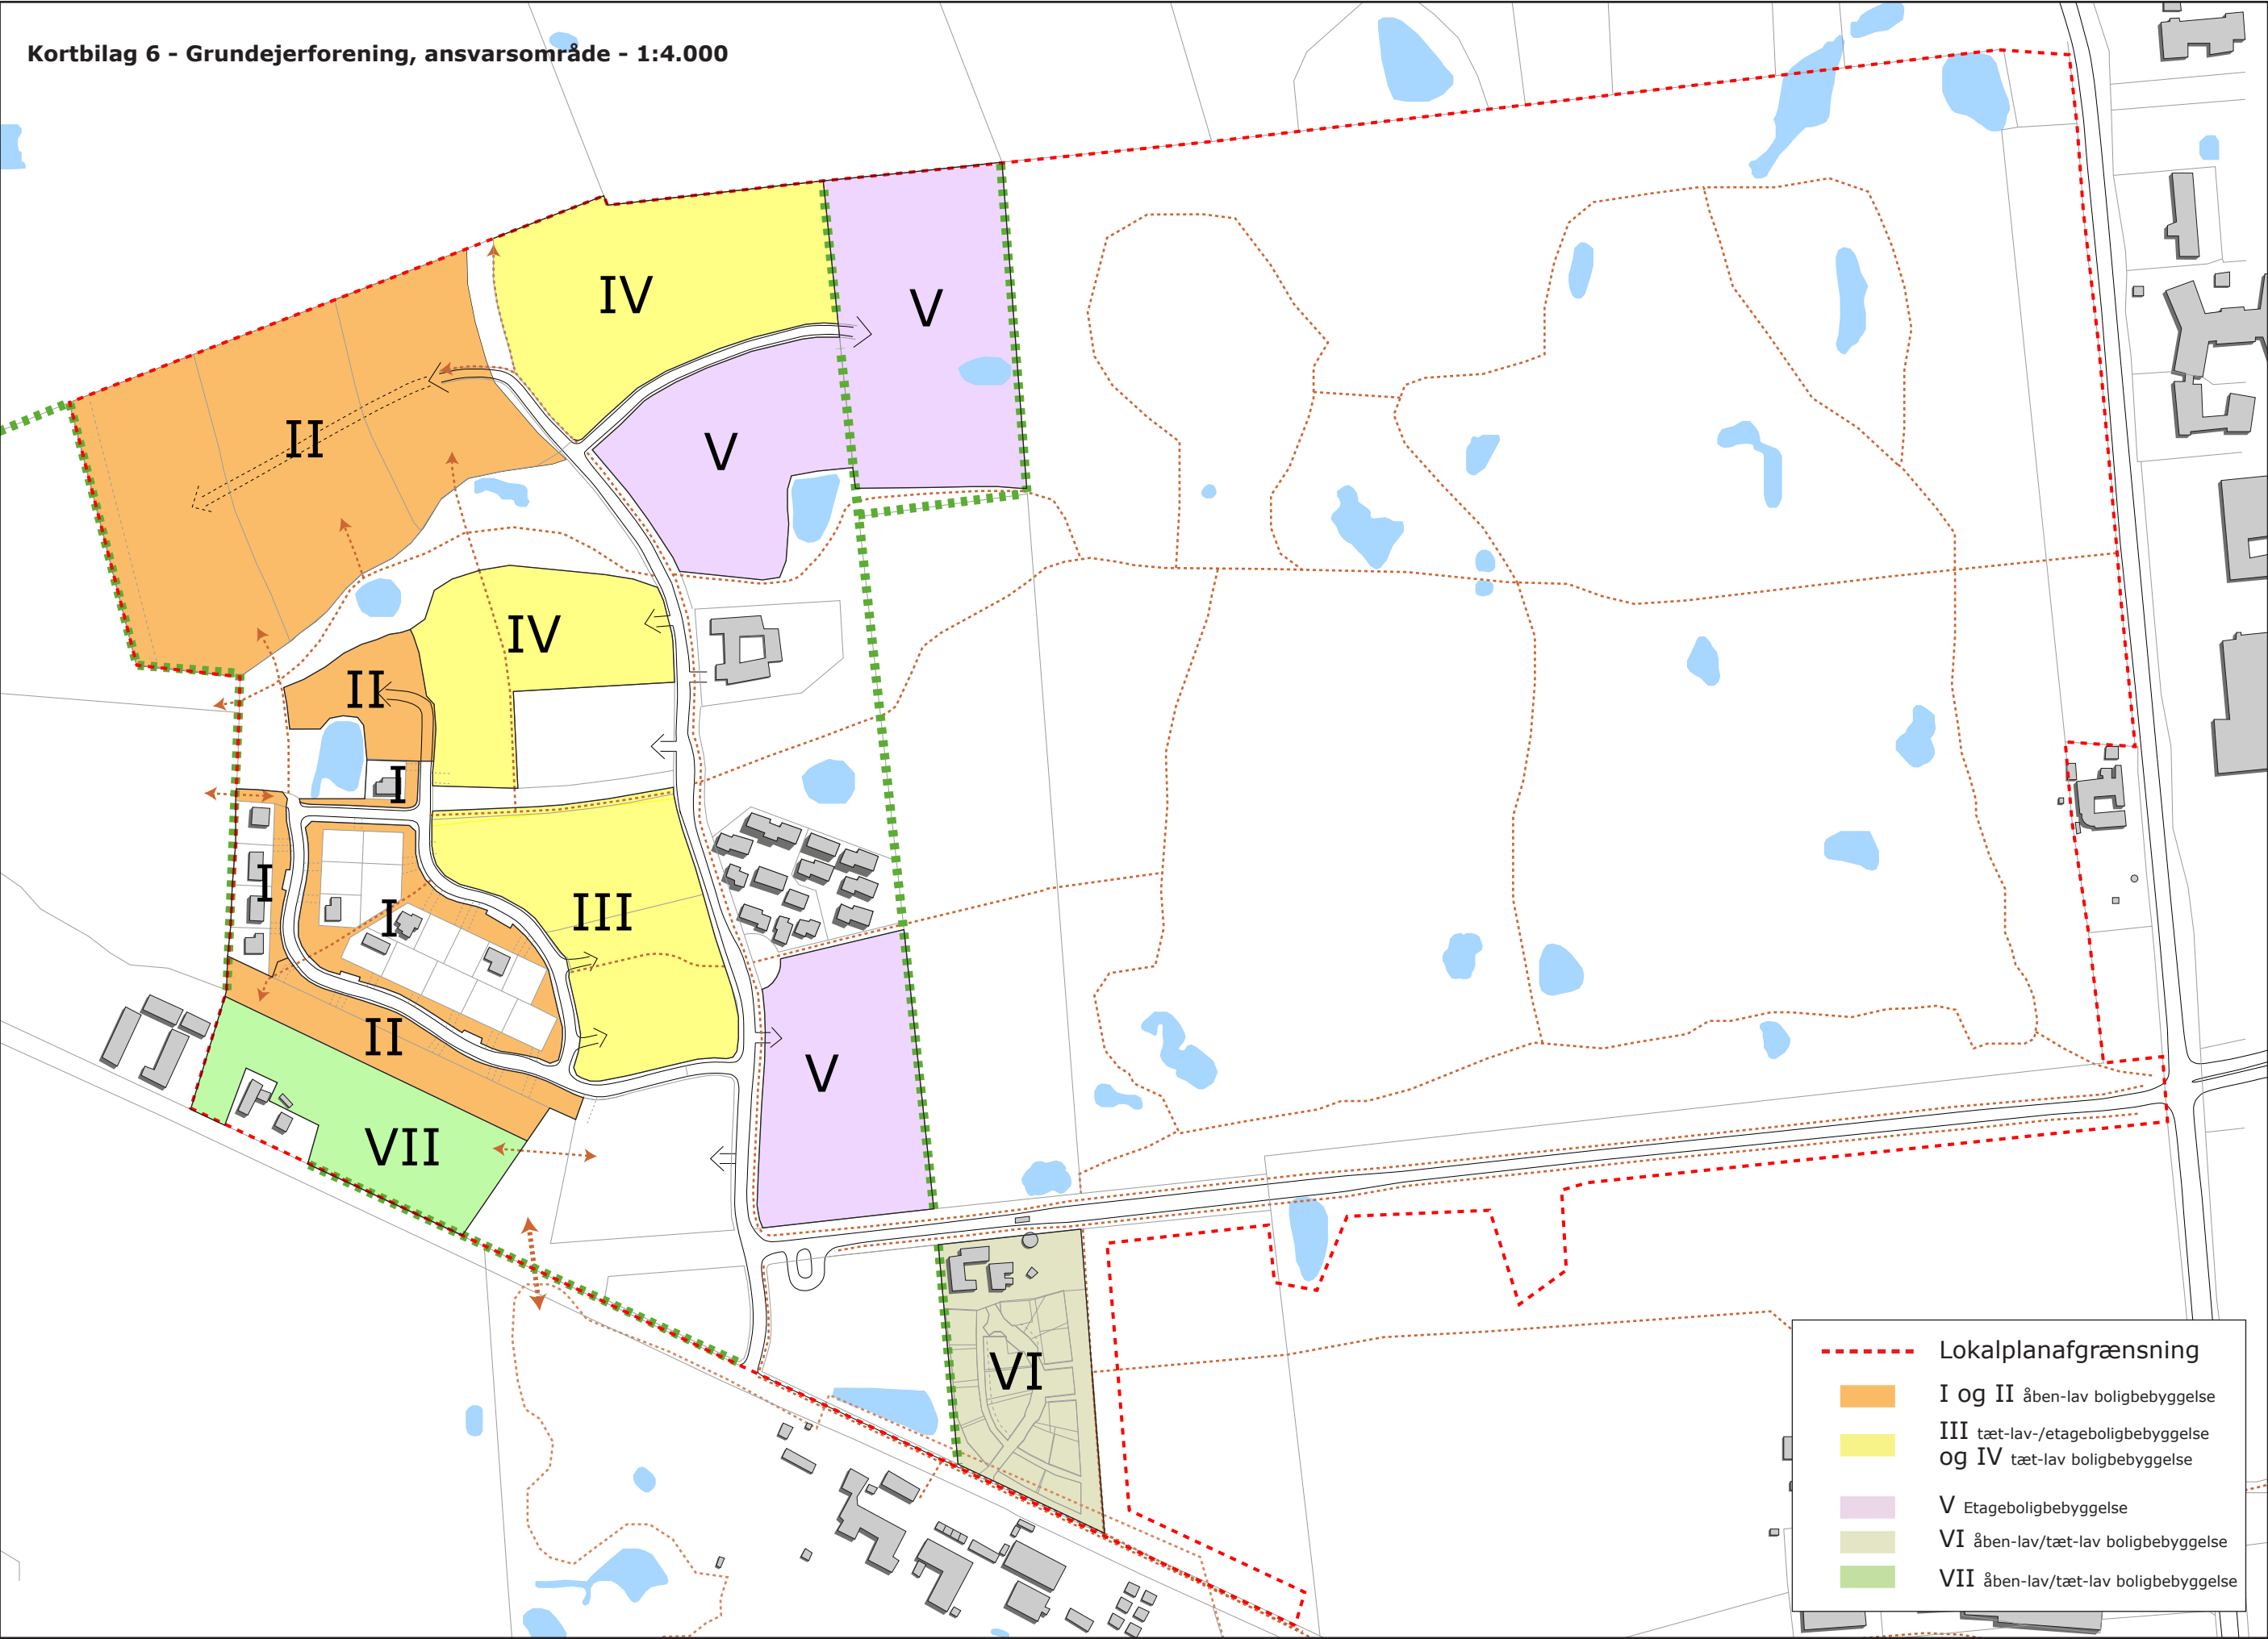 Kortbilag 6 - Grundejerforening, ansvarsområde - 1:4.000
IV
V
II
V
IV
II
I
I
I
III
II
V
VII
VI
Lokalplanafgrænsning
I og II åben-lav boligbebyggelse
III tæt-lav-/etageboligbebyggelse
og IV tæt-lav boligbebyggelse
V Etageboligbebyggelse
VI åben-lav/tæt-lav boligbebyggelse
VII åben-lav/tæt-lav boligbebyggelse